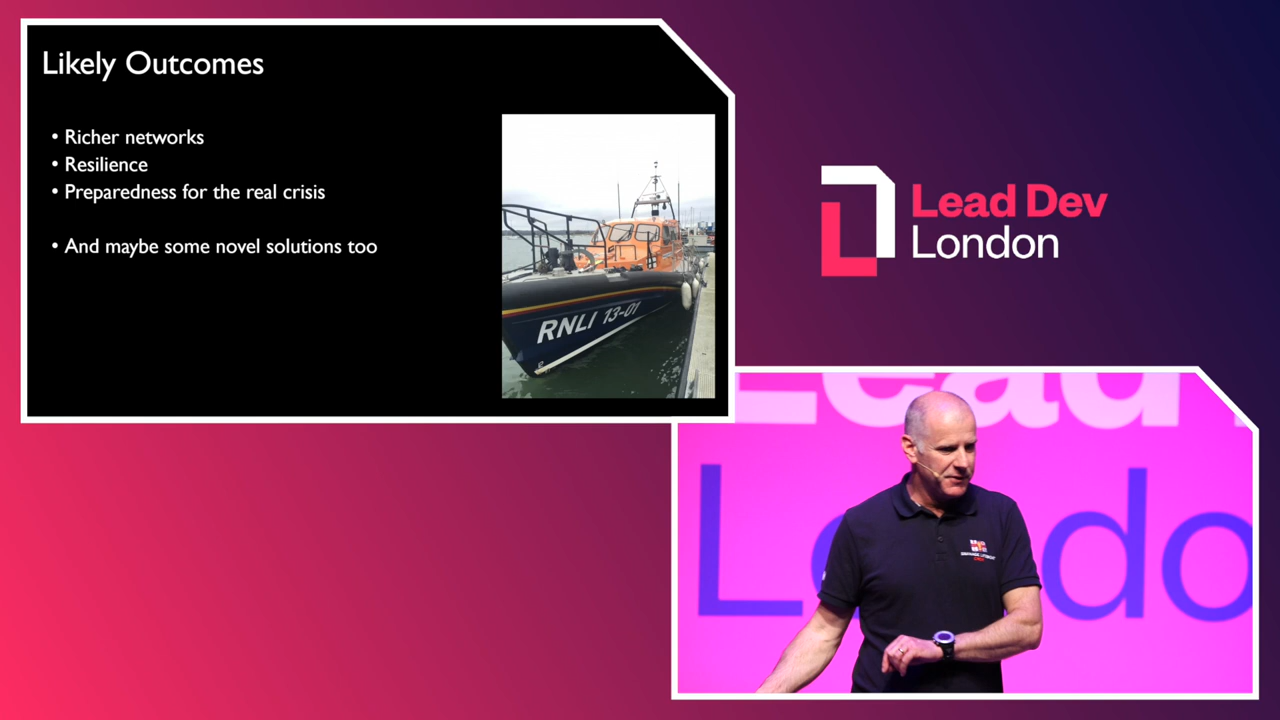 Likely Outcomes
• Richer networks
• Resilience
• Preparedness for the real crisis
• And maybe some novel solutions too
RNLI 13-01
Lead Dev
London
Lead
Londo